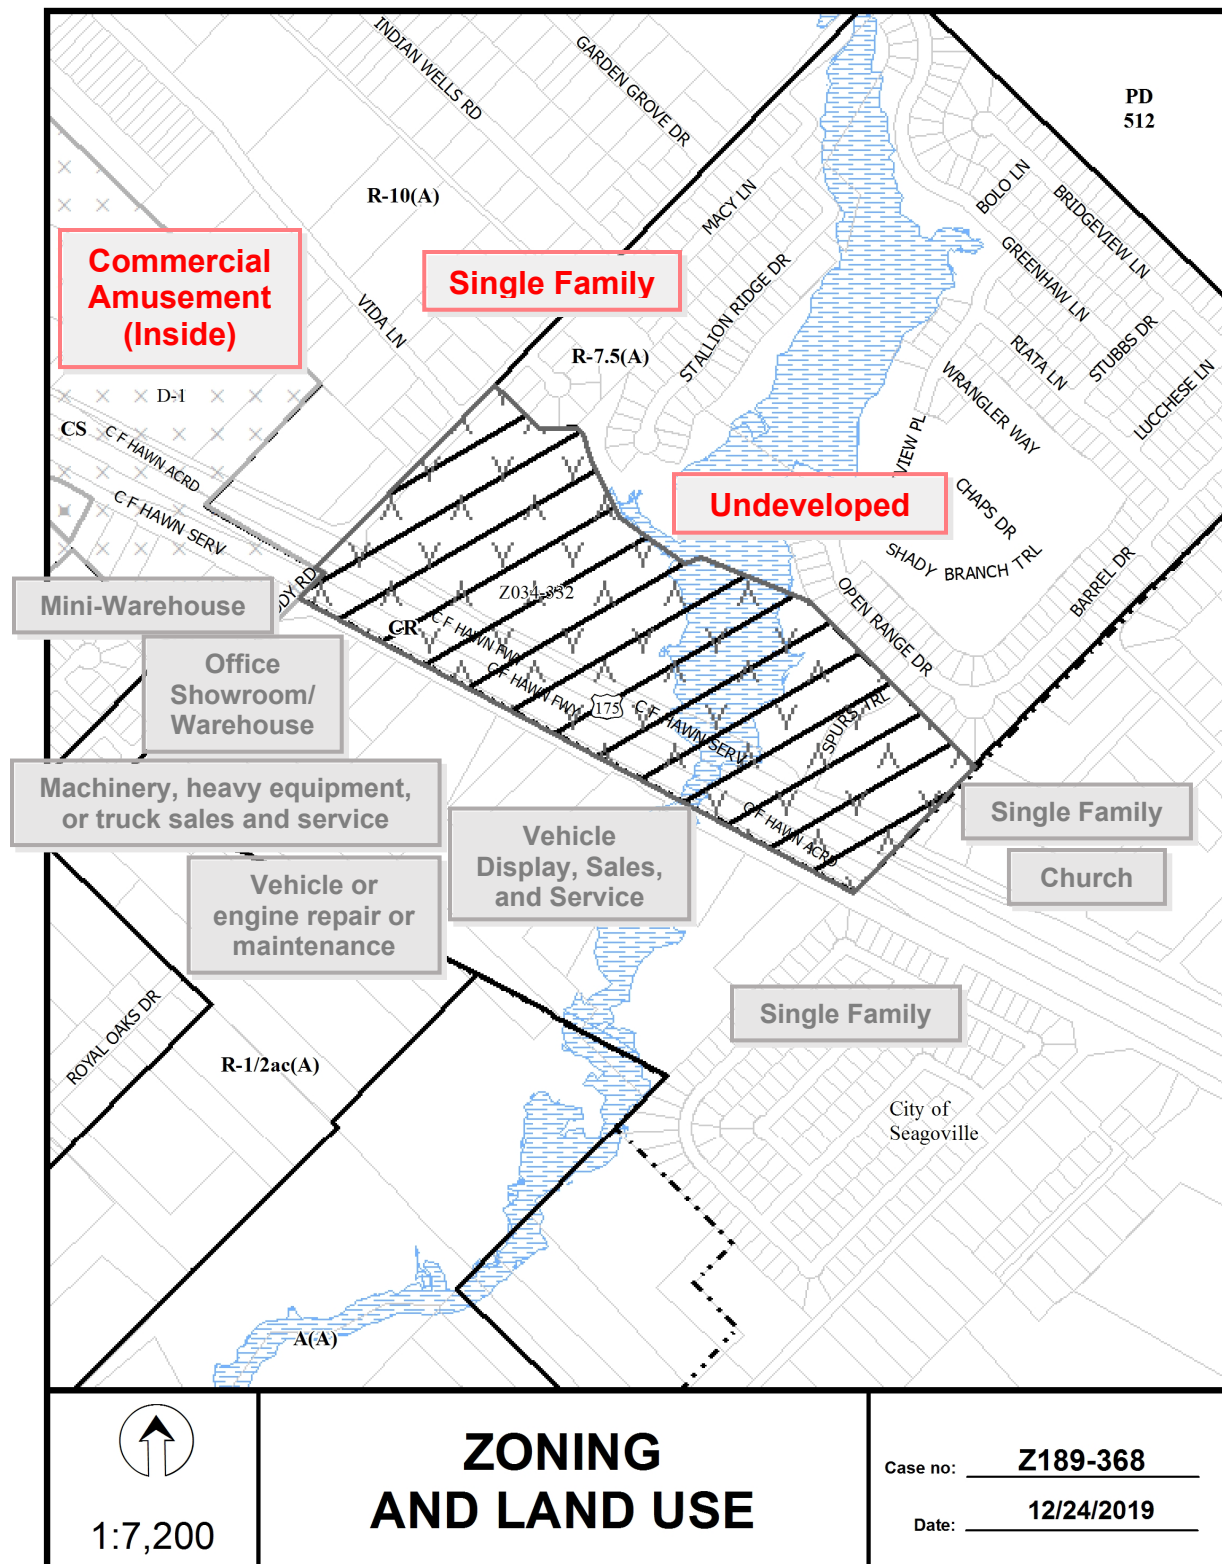 INDIAN WELLS RD
GARDEN GROVE DR
PD
512
R-10(A)
MACY LN
BOLO LN
BRIDGEVIEW LN
GREENHAW LN
Commercial
Amusement
(Inside)
Single Family
VIDA LN
STALLION RIDGE DR
R-7.5(A)
RIATA LN
STUBBS DR
WRANGLER WAY
LUCCHESE LN
D-1
CS
C F HAWN ACRD
C F HAWN SERV
VIEW PL
Undeveloped
CHAPS DR
SHADY BRANCH TRL
BARREL DR
OPEN RANGE DR
Mini-Warehouse
DDY RD
Z034-332
CR
C F HAWN FWY
C F HAWN FWY
175
C F HAWN SERV
SPURS TRL
C F HAWN ACRD
Office
Showroom/
Warehouse
Machinery, heavy equipment,
or truck sales and service
Vehicle
Display, Sales,
and Service
Single Family
Church
Vehicle or
engine repair or
maintenance
Single Family
ROYAL OAKS DR
R-1/2ac(A)
City of
Seagoville
A(A)
1:7,200
ZONING
AND LAND USE
Case no: Z189-368
Date: 12/24/2019